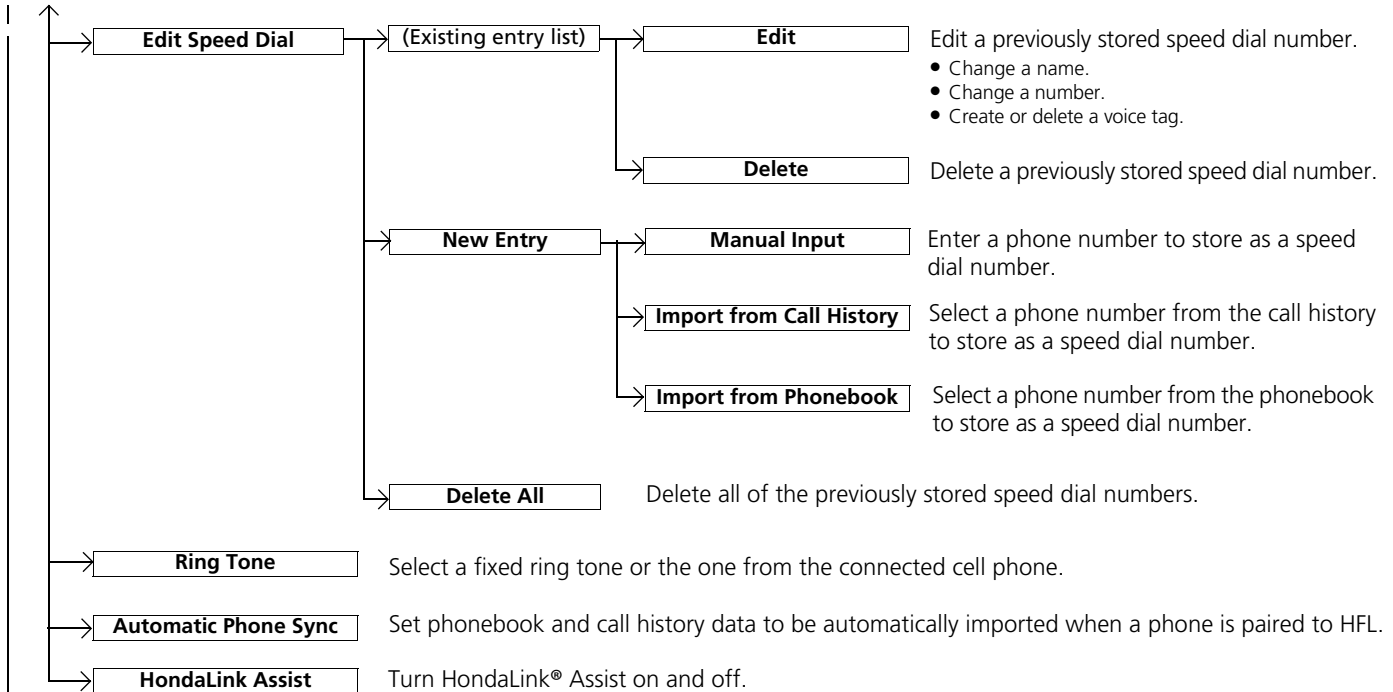 Edit Speed Dial
(Existing entry list)
Edit
Edit a previously stored speed dial number.
• Change a name.
• Change a number.
• Create or delete a voice tag.
Delete
Delete a previously stored speed dial number.
New Entry
Manual Input
Enter a phone number to store as a speed
dial number.
Import from Call History
Select a phone number from the call history
to store as a speed dial number.
Import from Phonebook
Select a phone number from the phonebook
to store as a speed dial number.
Delete All
Delete all of the previously stored speed dial numbers.
Ring Tone
Select a fixed ring tone or the one from the connected cell phone.
Automatic Phone Sync
Set phonebook and call history data to be automatically imported when a phone is paired to HFL.
HondaLink Assist
Turn HondaLink® Assist on and off.